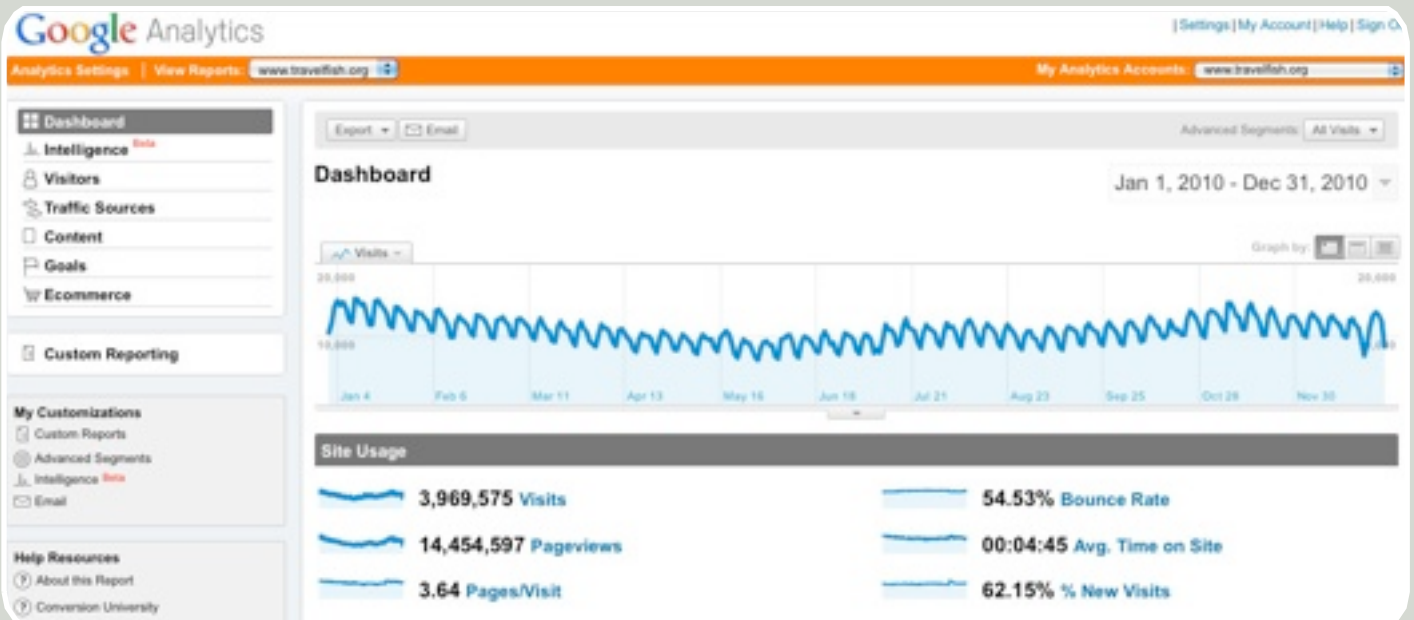 Google Analytics
| Settings | My Account | Help | Sign O
Analytics Settings | View Reports: www.travelfish.org
My Analytics Accounts: www.travelfish.org
Dashboard
Intelligence Beta
Visitors
Traffic Sources
Content
Goals
Ecommerce
Custom Reporting
My Customizations
Custom Reports
Advanced Segments
Intelligence Beta
Email
Help Resources
About this Report
Conversion University
Export Email
Advanced Segments: All Visits
Dashboard
Jan 1, 2010 - Dec 31, 2010
Visits
Graph by:
20,000 20,000
10,000 ,000
Jan 4 Feb 6 Mar 11 Apr 13 May 16 Jun 18 Jul 21 Aug 23 Sep 25 Oct 28 Nov 30
Site Usage
3,969,575 Visits
14,454,597 Pageviews
3.64 Pages/Visit
54.53% Bounce Rate
00:04:45 Avg. Time on Site
62.15% % New Visits